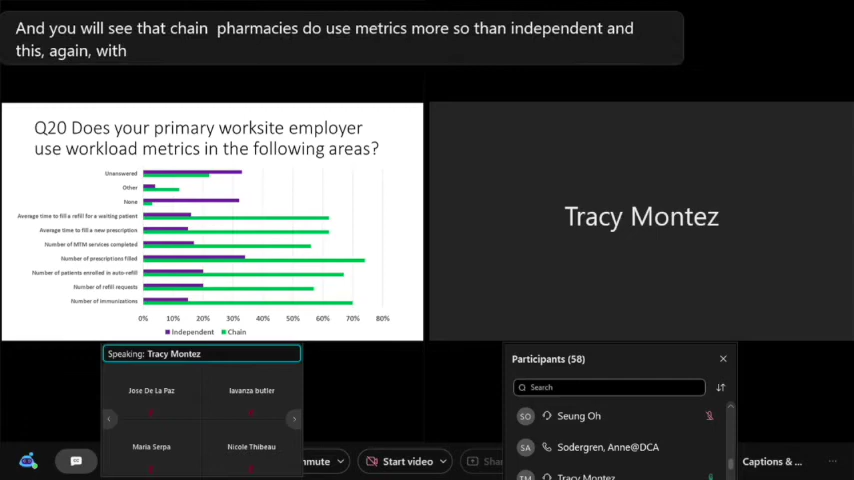 And you will see that chain pharmacies do use metrics more so than independent and
this, again, with
Q20 Does your primary worksite employer
use workload metrics in the following areas?
Unanswered
Other
None
Average time to fill a refill for a waiting patient
Average time to fill a new prescription
Number of MTM services completed
Number of prescriptions filled
Number of patients enrolled in auto-refill
Number of refill requests
Number of immunizations
0% 10% 20% 30% 40% 50% 60% 70% 80%
Independent Chain
Tracy Montez
Speaking: Tracy Montez
Jose De La Paz
lavanza butler
Maria Serpa
Nicole Thibeau
Participants (58)
Search
SO Seung Oh
SA Sodergren, Anne@DCA
TM Tracy Montez
mmute
Start video
Shar
Captions & ...